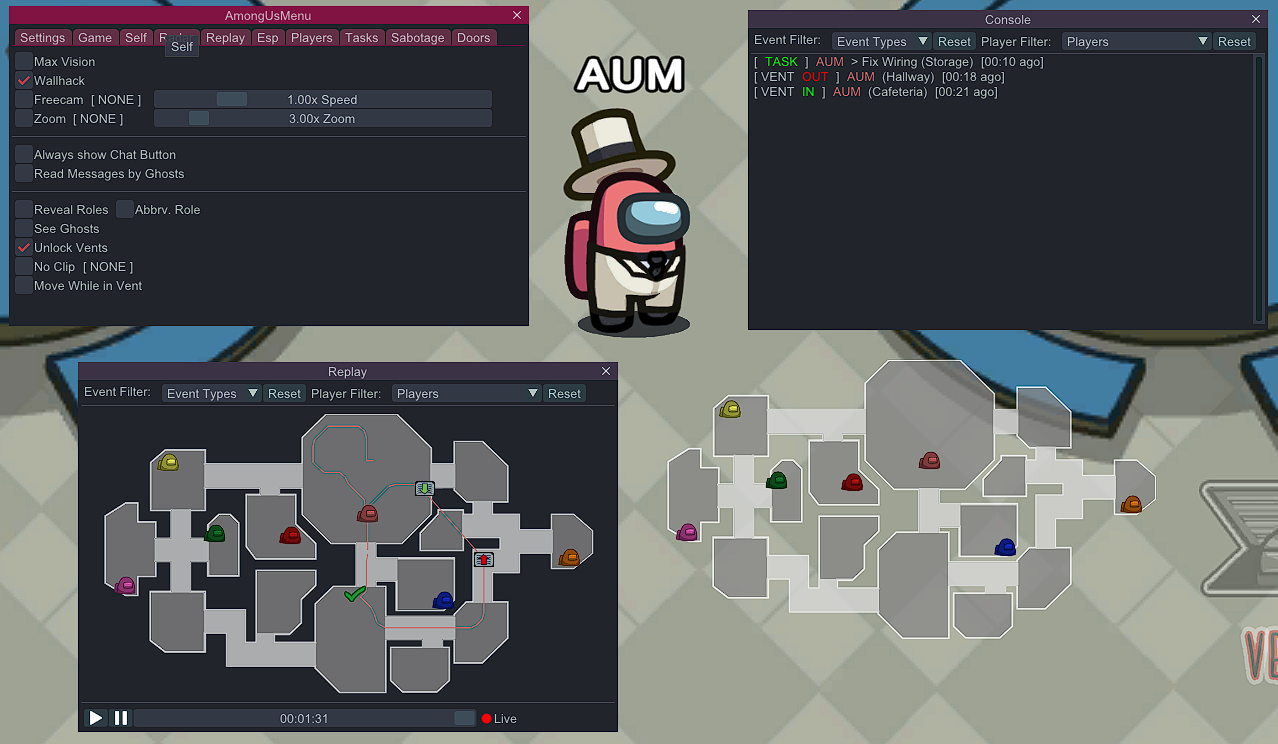 AmongUsMenu
Settings Game Self Radar Replay Esp Players Tasks Sabotage Doors
Self
Max Vision
Wallhack
Freecam [ NONE ] 1.00x Speed
Zoom [ NONE ] 3.00x Zoom
Always show Chat Button
Read Messages by Ghosts
Reveal Roles Abbrv. Role
See Ghosts
Unlock Vents
No Clip [ NONE ]
Move While in Vent
AUM
Console
Event Filter: Event Types Reset Player Filter: Players Reset
[ TASK ] AUM > Fix Wiring (Storage) [00:10 ago]
[ VENT OUT ] AUM (Hallway) [00:18 ago]
[ VENT IN ] AUM (Cafeteria) [00:21 ago]
Replay
Event Filter: Event Types Reset Player Filter: Players Reset
00:01:31 Live